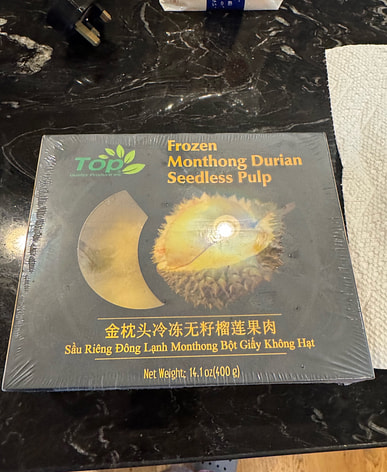 Top
Frozen
Monthong Durian
Seedless Pulp
金枕头冷冻无籽榴莲果肉
Sầu Riêng Đông Lạnh Monthong Bột Giấy Không Hạt
Net Weight: 14.1 oz(400 g)